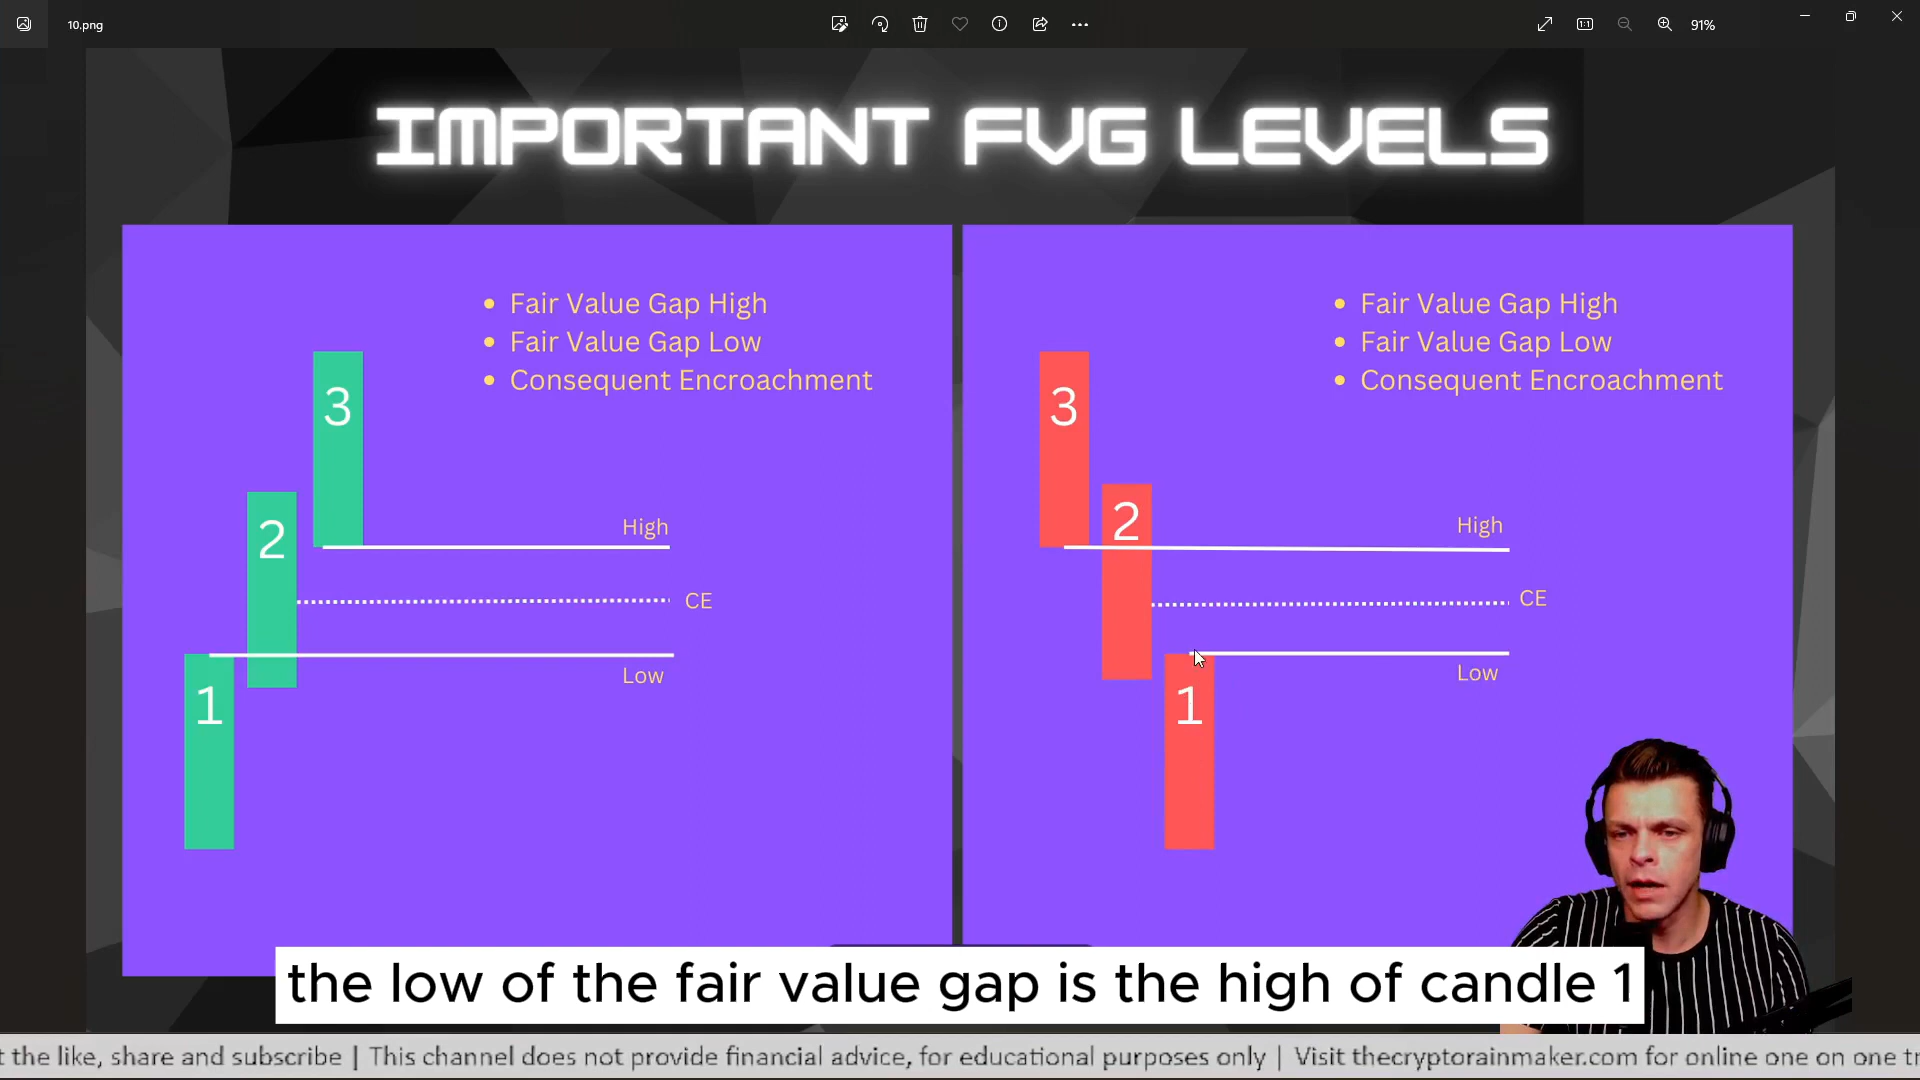 10.png
91%
IMPORTANT FVG LEVELS
Fair Value Gap High
Fair Value Gap Low
Consequent Encroachment
3
2
1
High
CE
Low
Fair Value Gap High
Fair Value Gap Low
Consequent Encroachment
3
2
1
High
CE
Low
the low of the fair value gap is the high of candle 1
t the like, share and subscribe | This channel does not provide financial advice, for educational purposes only | Visit thecryptorainmaker.com for online one on one tr